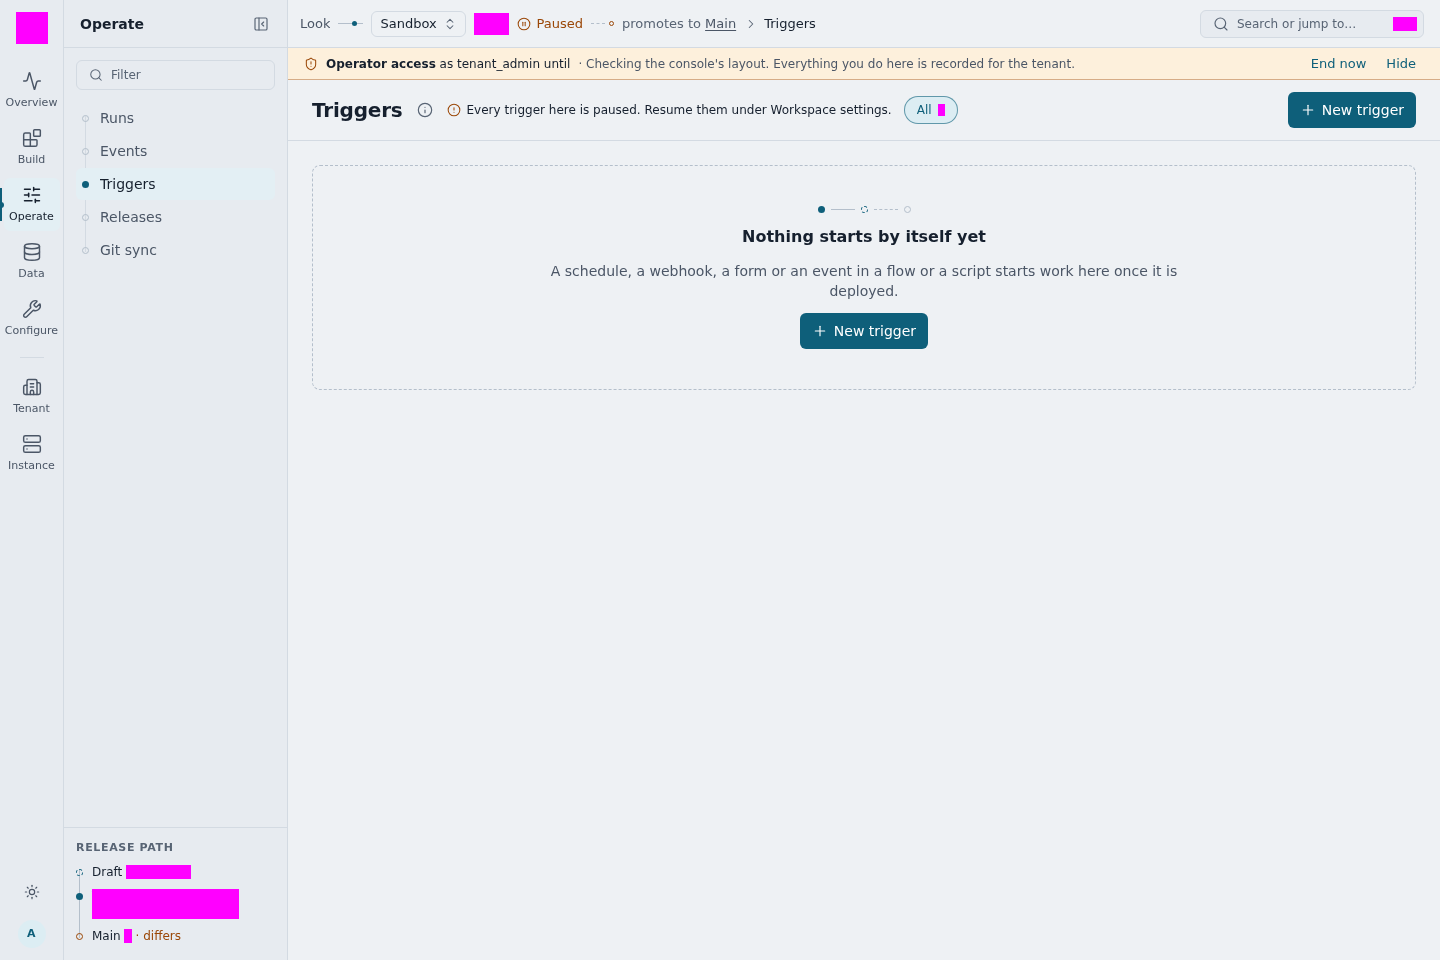 Operate
Look
Sandbox
Paused
promotes to Main
Triggers
Search or jump to…
Operator access as tenant_admin until · Checking the console's layout. Everything you do here is recorded for the tenant.
End now
Hide
Overview
Build
Operate
Data
Configure
Tenant
Instance
A
Filter
Runs
Events
Triggers
Releases
Git sync
RELEASE PATH
Draft
Main · differs
Triggers
Every trigger here is paused. Resume them under Workspace settings.
All
New trigger
Nothing starts by itself yet
A schedule, a webhook, a form or an event in a flow or a script starts work here once it is
deployed.
New trigger